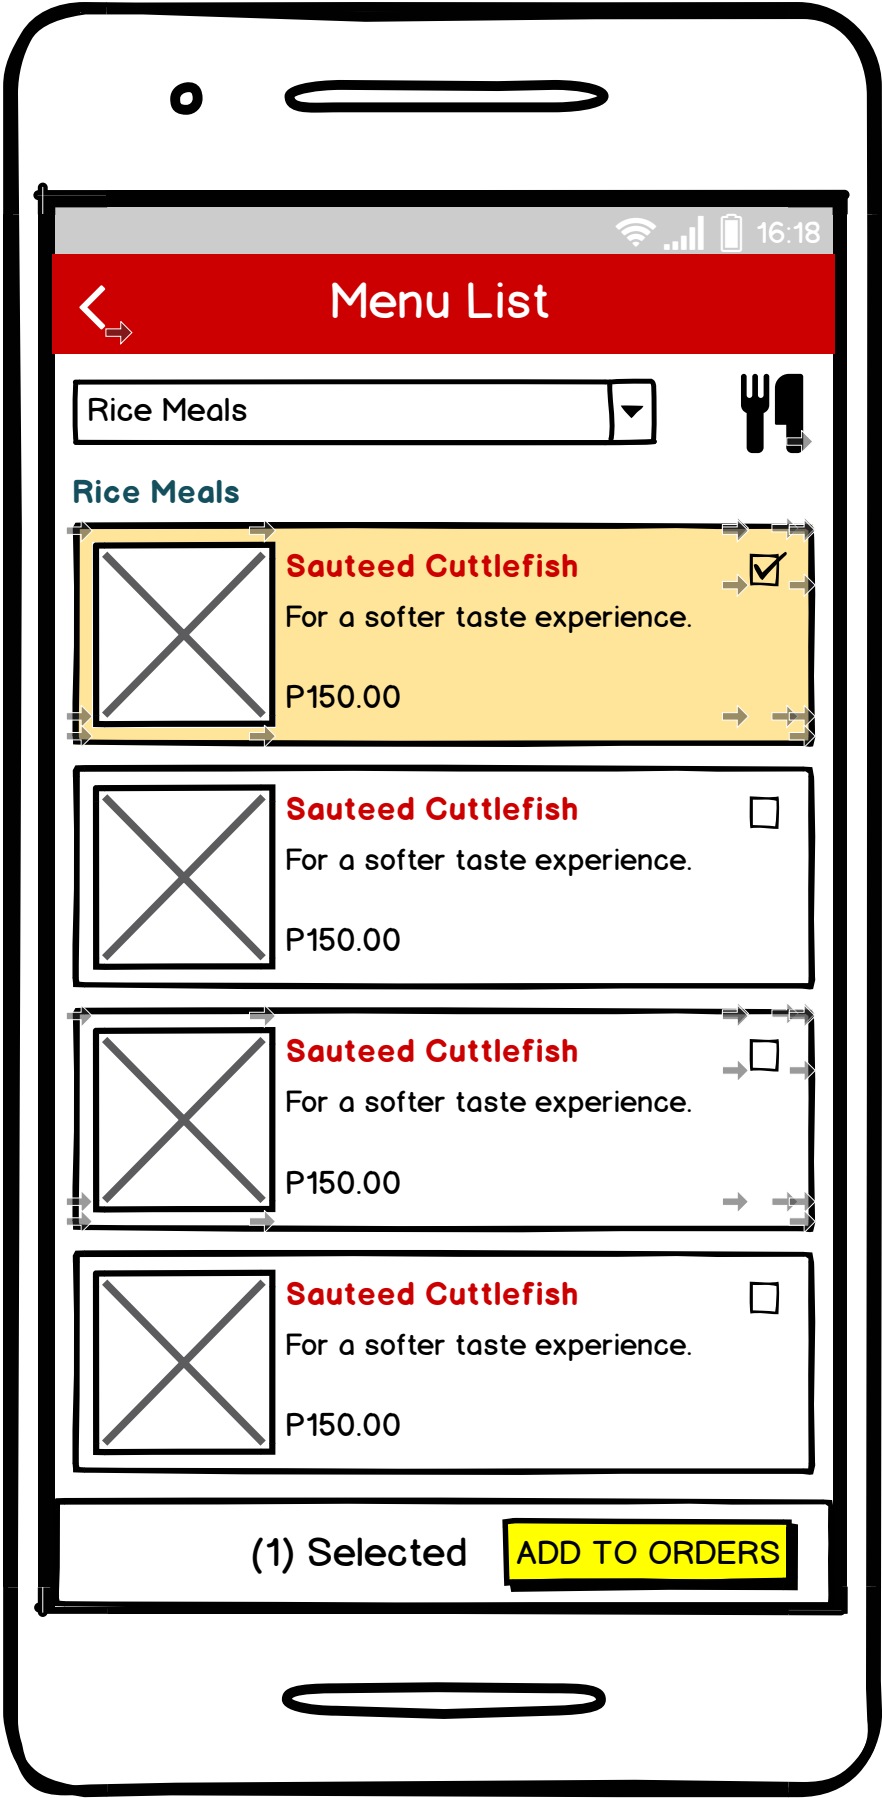 16:18
Menu List
Rice Meals
Rice Meals
Sauteed Cuttlefish
For a softer taste experience.
P150.00
Sauteed Cuttlefish
For a softer taste experience.
P150.00
Sauteed Cuttlefish
For a softer taste experience.
P150.00
Sauteed Cuttlefish
For a softer taste experience.
P150.00
(1) Selected ADD TO ORDERS